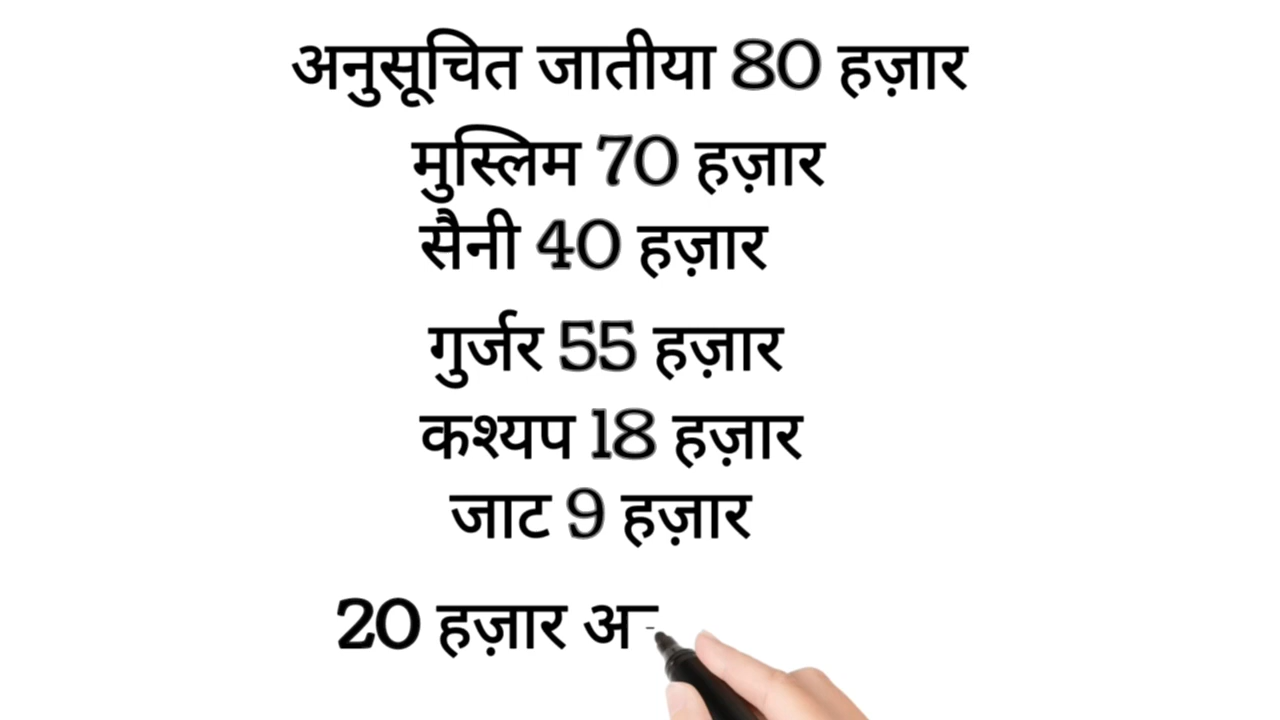 अनुसूचित जातीया 80 हज़ार
मुस्लिम 70 हज़ार
सैनी 40 हज़ार
गुर्जर 55 हज़ार
कश्यप 18 हज़ार
जाट 9 हज़ार
20 हज़ार